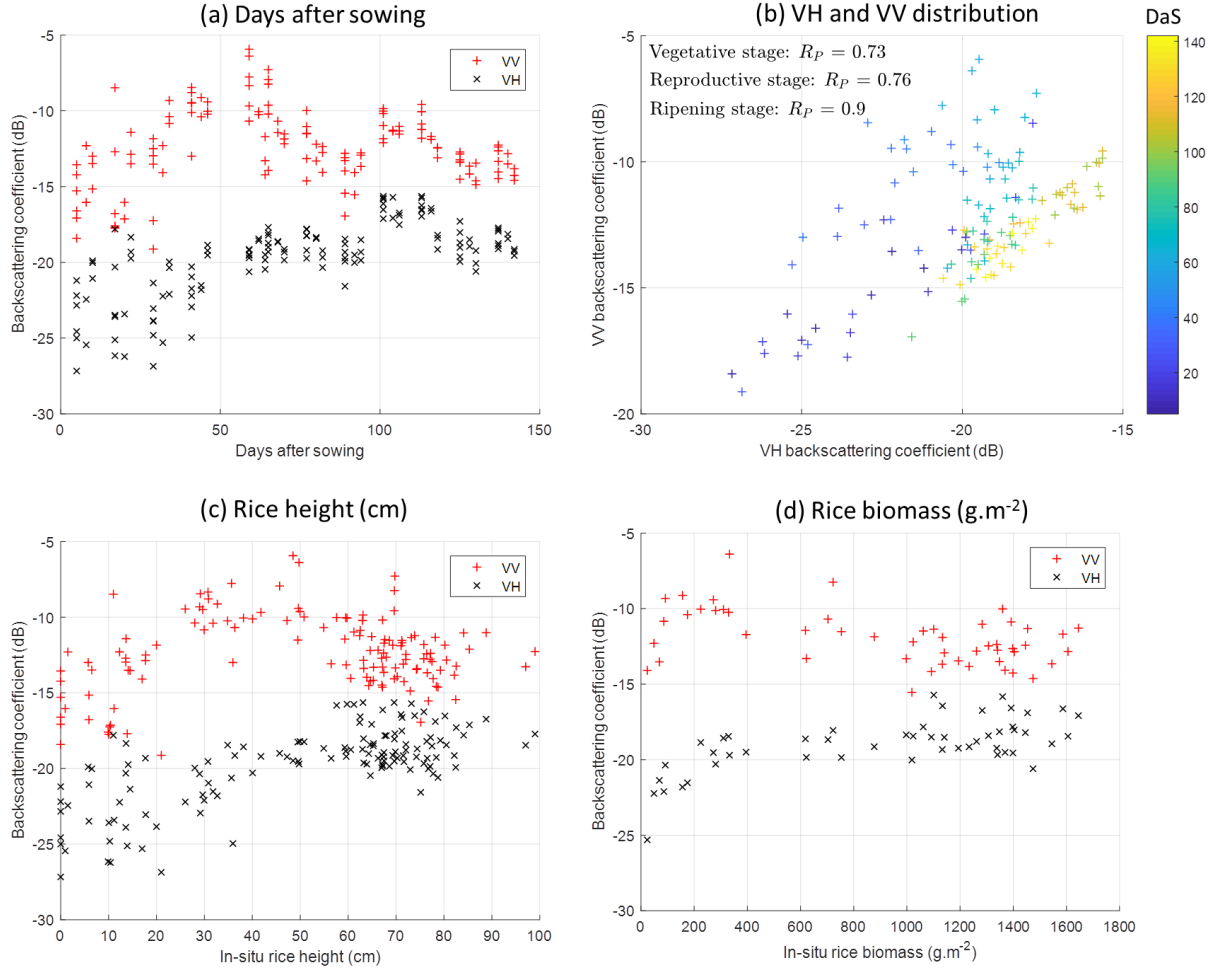 (a) Days after sowing
-5
-10
-15
-20
-25
-30
Backscattering coefficient (dB)
VV
VH
0
50
100
150
Days after sowing
(b) VH and VV distribution
Vegetative stage: R_P = 0.73
Reproductive stage: R_P = 0.76
Ripening stage: R_P = 0.9
-5
-10
-15
-20
VV backscattering coefficient (dB)
-25
-20
-15
VH backscattering coefficient (dB)
DaS
140
120
100
80
60
40
20
(c) Rice height (cm)
-5
-10
-15
-20
-25
-30
Backscattering coefficient (dB)
VV
VH
0 10 20 30 40 50 60 70 80 90 100
In-situ rice height (cm)
(d) Rice biomass (g.m⁻²)
-5
-10
-15
-20
-25
-30
Backscattering coefficient (dB)
VV
VH
0 200 400 600 800 1000 1200 1400 1600 1800
In-situ rice biomass (g.m⁻²)